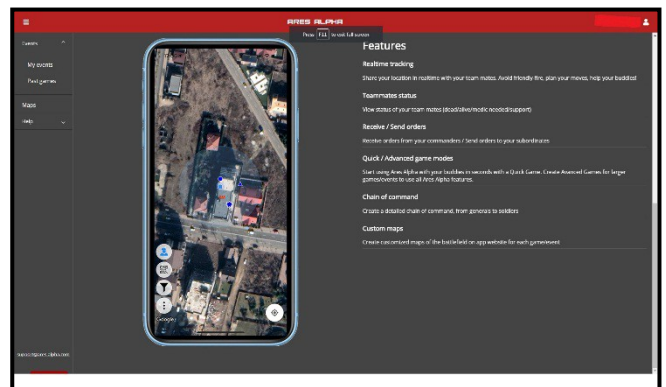 ARES ALPHA
Press F11 to exit full screen
Events
My events
Past games
Maps
Help
Features
Realtime tracking
Share your location in realtime with your team mates. Avoid friendly fire, plan your moves, help your buddies!
Teammates status
View status of your team mates (dead/alive/medic needed/support)
Receive / Send orders
Receive orders from your commanders / Send orders to your subordinates
Quick / Advanced game modes
Start using Ares Alpha with your buddies in seconds with a Quick Game. Create Avanced Games for larger
games/events to use all Ares Alpha features.
Chain of command
Create a detailed chain of command, from generals to soldiers
Custom maps
Create customized maps of the battlefield on app website for each game/event
Google
support@ares-alpha.com